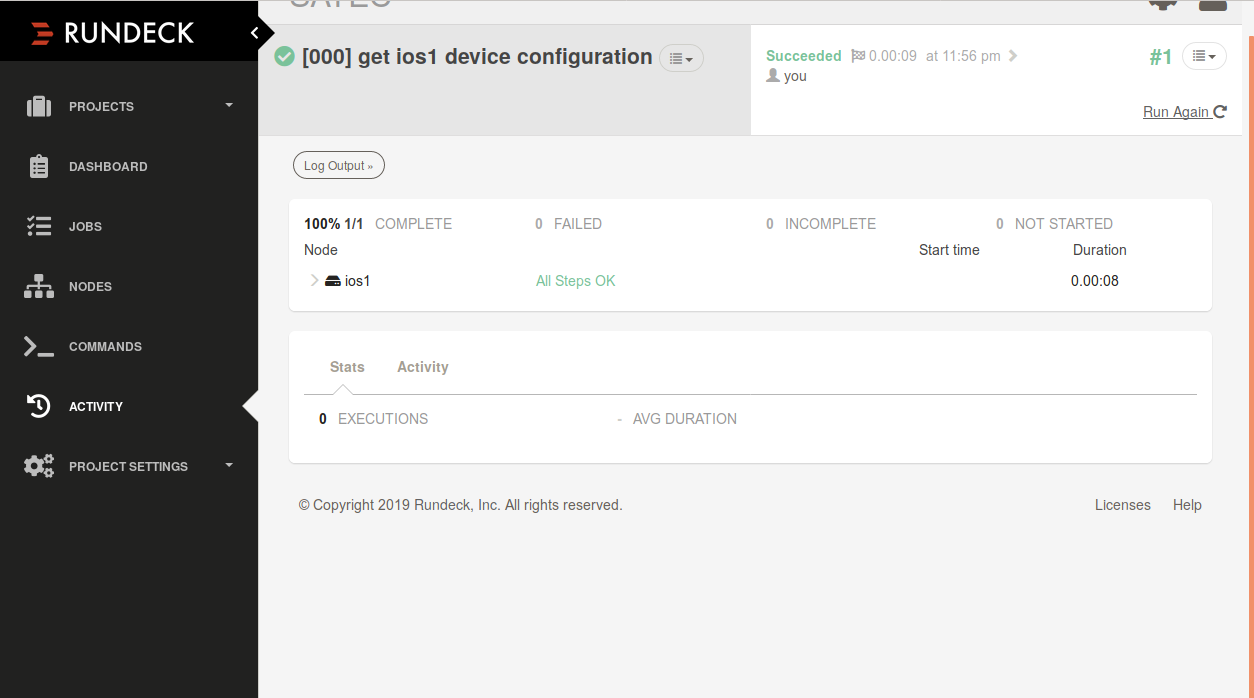 RUNDECK
PROJECTS
DASHBOARD
JOBS
NODES
COMMANDS
ACTIVITY
PROJECT SETTINGS
[000] get ios1 device configuration
Succeeded 0.00:09 at 11:56 pm
#1
you
Run Again
Log Output »
100% 1/1 COMPLETE 0 FAILED 0 INCOMPLETE 0 NOT STARTED
Node Start time Duration
ios1 All Steps OK 0.00:08
Stats Activity
0 EXECUTIONS - AVG DURATION
© Copyright 2019 Rundeck, Inc. All rights reserved.
Licenses Help